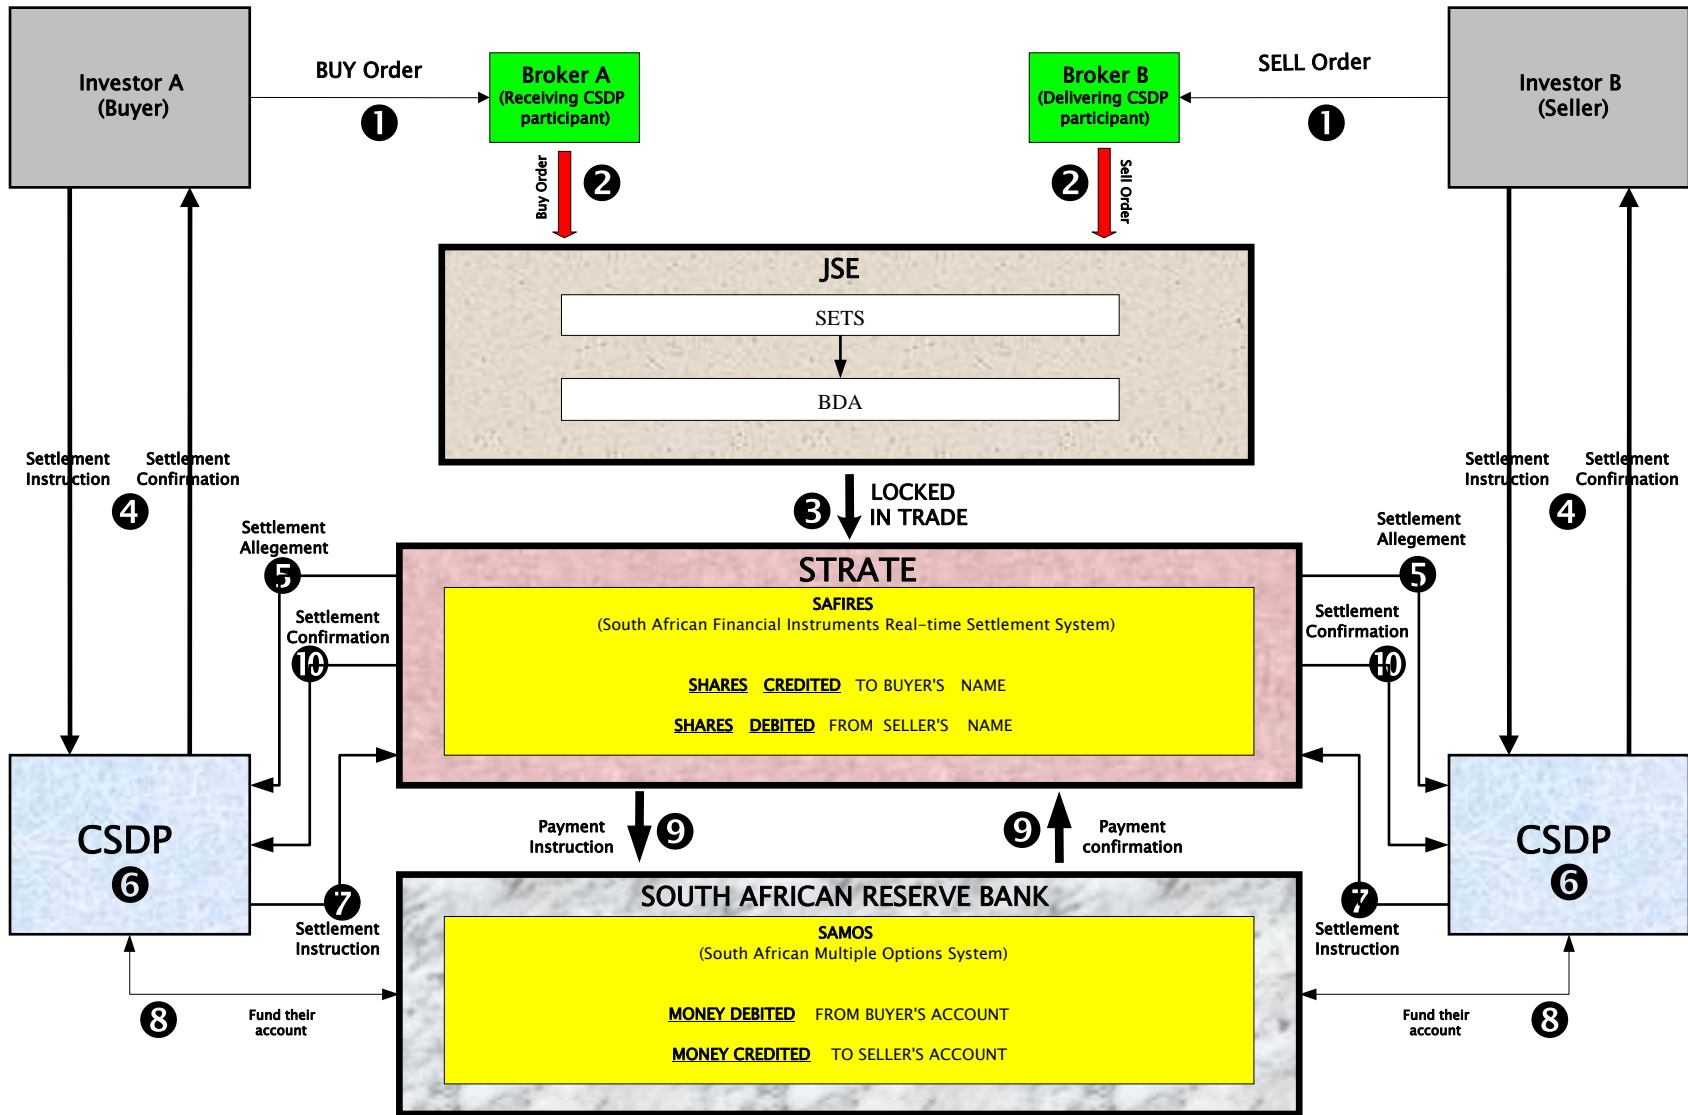 Investor A
(Buyer)
BUY Order
1
Broker A
(Receiving CSDP
participant)
Broker B
(Delivering CSDP
participant)
SELL Order
1
Investor B
(Seller)
Buy Order
2
2
Sell Order
JSE
SETS
BDA
Settlement
Instruction
Settlement
Confirmation
4
3
LOCKED
IN TRADE
Settlement
Instruction
Settlement
Confirmation
4
Settlement
Allegement
5
Settlement
Confirmation
10
STRATE
SAFIRES
(South African Financial Instruments Real-time Settlement System)
SHARES CREDITED TO BUYER'S NAME
SHARES DEBITED FROM SELLER'S NAME
Settlement
Allegement
5
Settlement
Confirmation
10
CSDP
6
7
Settlement
Instruction
Payment
Instruction
9
9
Payment
confirmation
CSDP
6
7
Settlement
Instruction
SOUTH AFRICAN RESERVE BANK
SAMOS
(South African Multiple Options System)
MONEY DEBITED FROM BUYER'S ACCOUNT
MONEY CREDITED TO SELLER'S ACCOUNT
8
Fund their
account
Fund their
account
8